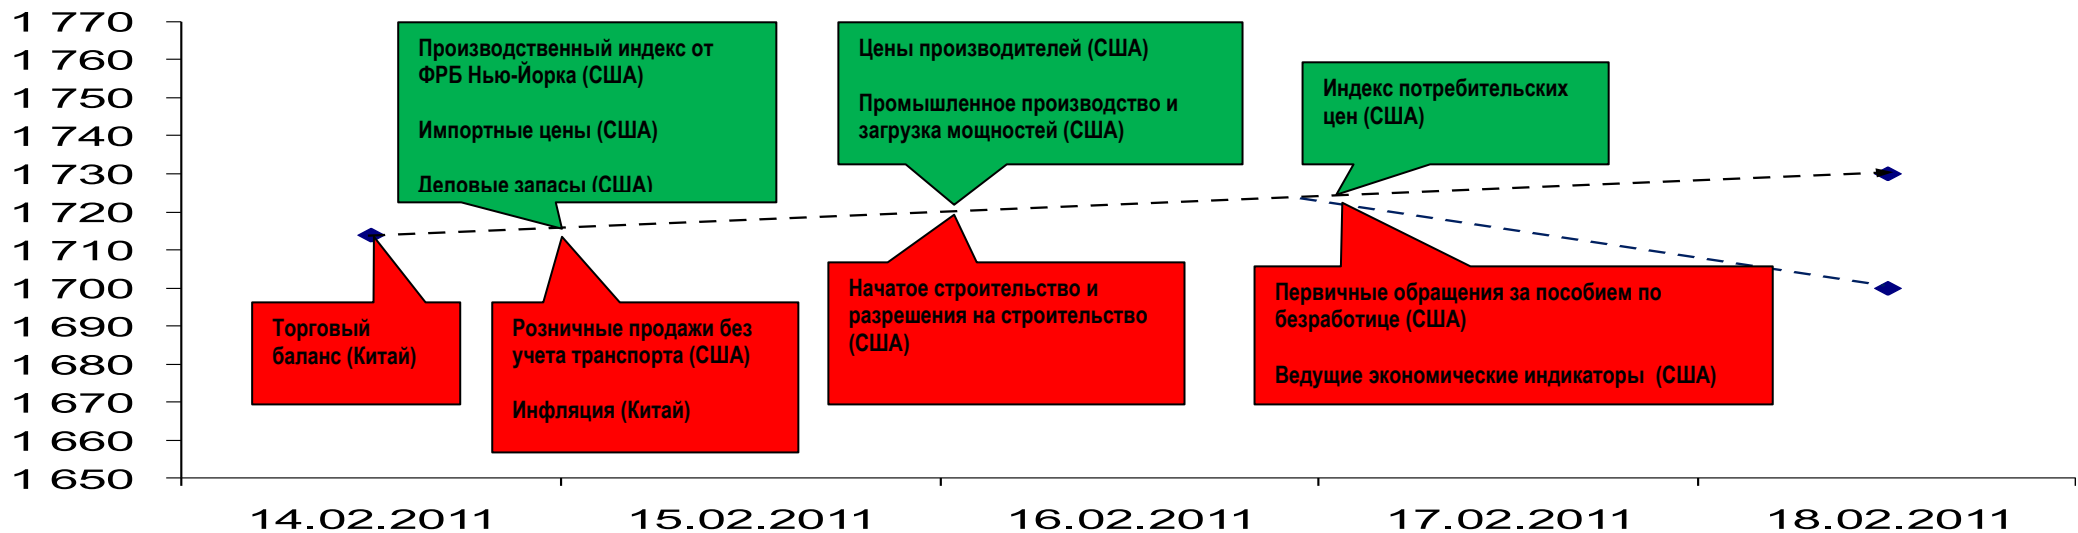 1 770
1 760
1 750
1 740
1 730
1 720
1 710
1 700
1 690
1 680
1 670
1 660
1 650
Производственный индекс от
ФРБ Нью-Йорка (США)
Импортные цены (США)
Деловые запасы (США)
Цены производителей (США)
Промышленное производство и
загрузка мощностей (США)
Индекс потребительских
цен (США)
Торговый
баланс (Китай)
Розничные продажи без
учета транспорта (США)
Инфляция (Китай)
Начатое строительство и
разрешения на строительство
(США)
Первичные обращения за пособием по
безработице (США)
Ведущие экономические индикаторы  (США)
14.02.2011
15.02.2011
16.02.2011
17.02.2011
18.02.2011